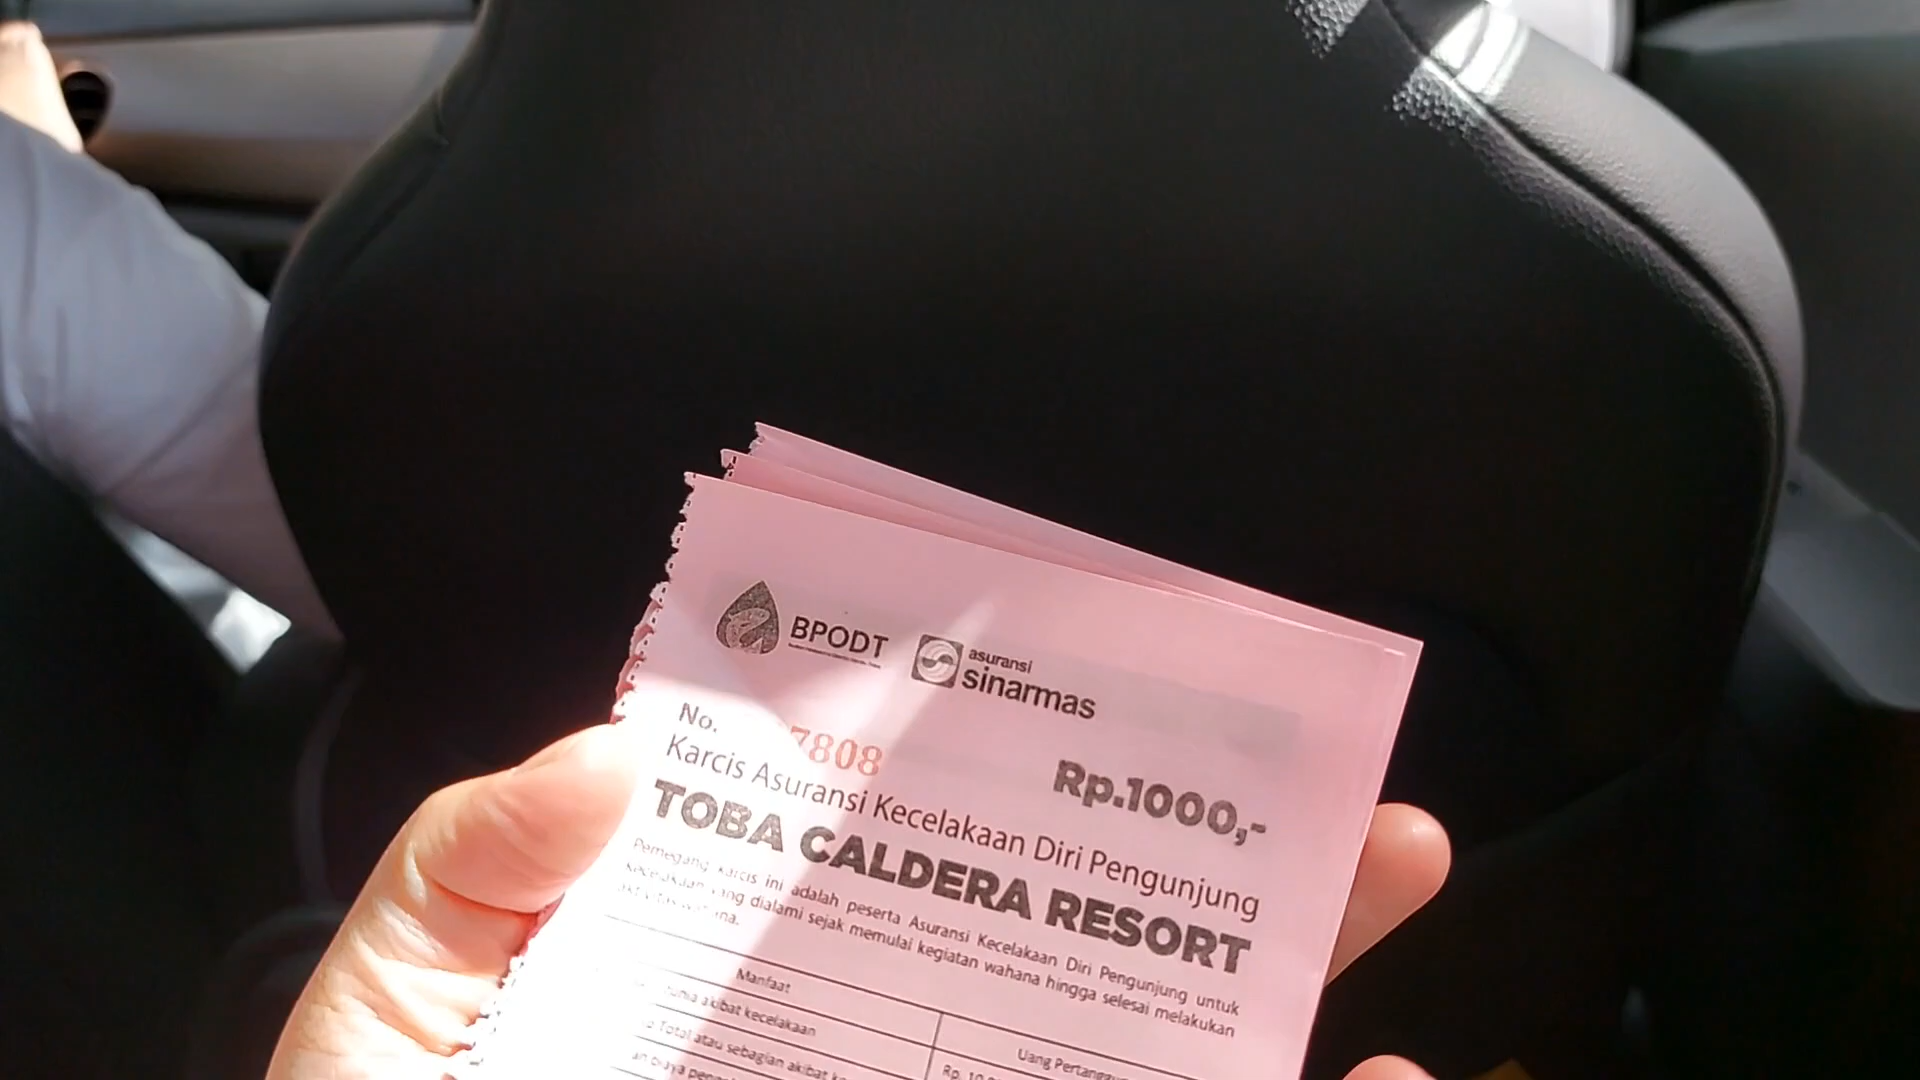 BPODT
asuransi
sinarmas
No. 7808
Rp.1000,-
Karcis Asuransi Kecelakaan Diri Pengunjung
TOBA CALDERA RESORT
Pemegang karcis ini adalah peserta Asuransi Kecelakaan Diri Pengunjung untuk
kecelakaan yang dialami sejak memulai kegiatan wahana hingga selesai melakukan
Manfaat
Uang
akibat kecelakaan
Total atau sebagian akibat
Rp.